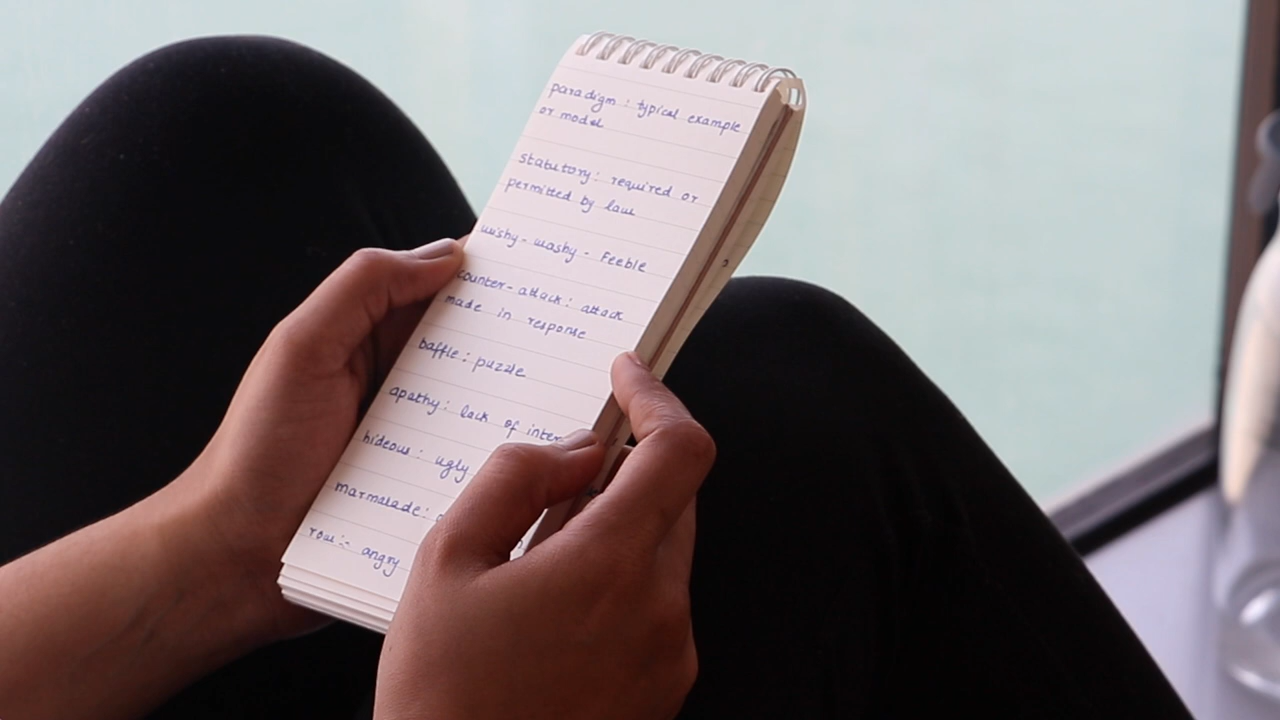 paradigm : typical example
or model
statutory : required or
permitted by law
wishy - washy - Feeble
counter-attack : attack
made in response
baffle : puzzle
apathy : lack of
hideous : ugly
marmalade :
row :- angry